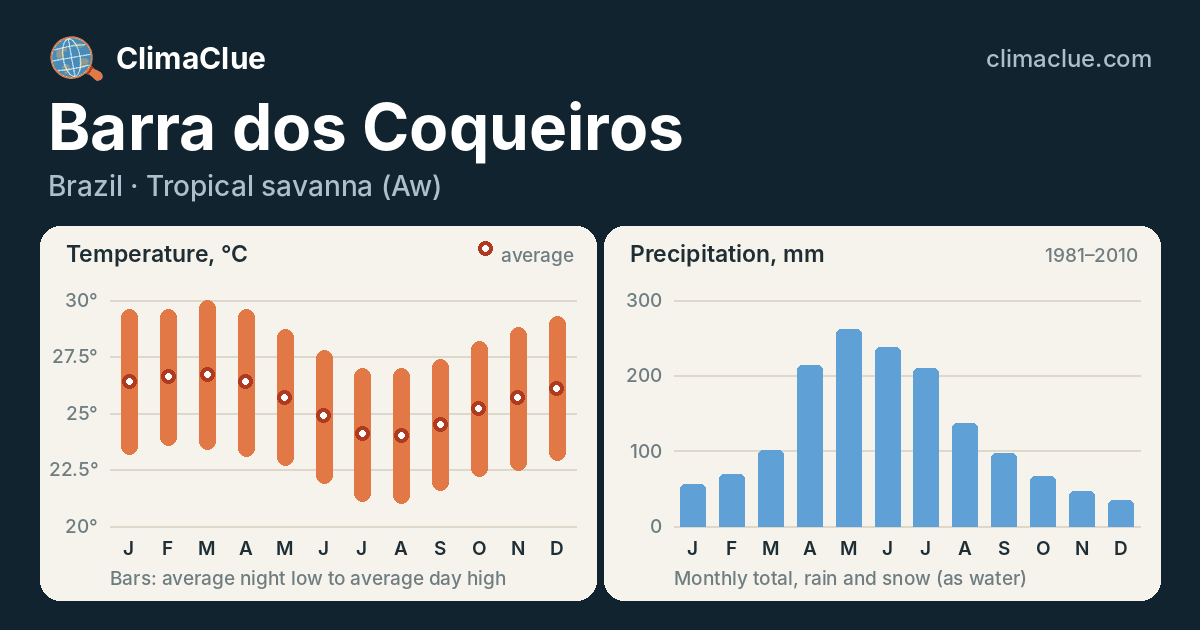 ClimaClue
climaclue.com
Barra dos Coqueiros
Brazil · Tropical savanna (Aw)
Temperature, °C
average
30°
27.5°
25°
22.5°
20°
J F M A M J J A S O N D
Bars: average night low to average day high
Precipitation, mm
1981–2010
300
200
100
0
J F M A M J J A S O N D
Monthly total, rain and snow (as water)